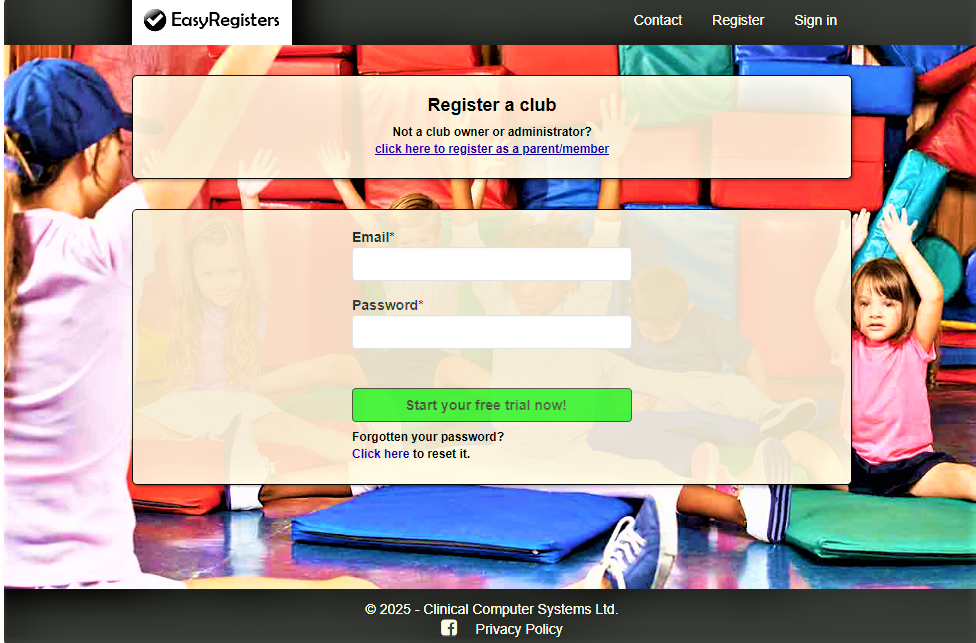 EasyRegisters
Contact
Register
Sign in
Register a club
Not a club owner or administrator?
click here to register as a parent/member
Email*
Password*
Start your free trial now!
Forgotten your password?
Click here to reset it.
© 2025 - Clinical Computer Systems Ltd.
Privacy Policy